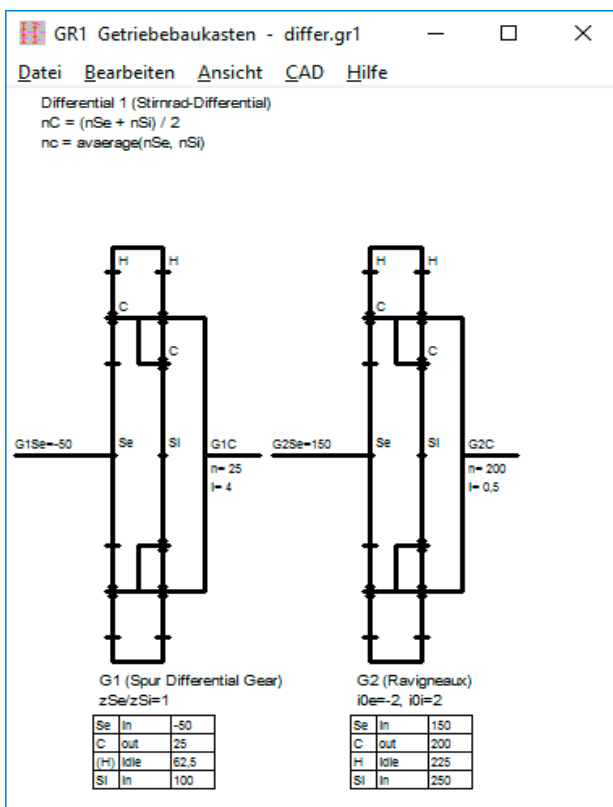 GR1 Getriebebaukasten - differ.gr1
Datei Bearbeiten Ansicht CAD Hilfe
Differential 1 (Stirnrad-Differential)
nC = (nSe + nSi) / 2
nc = avaerage(nSe, nSi)
H H H H
C C
C C
G1Se=-50 Se SI G1C G2Se=150 Se SI G2C
n= 25 n= 200
i= 4 i= 0,5
G1 (Spur Differential Gear) G2 (Ravigneaux)
zSe/zSi=1 i0e=-2, i0i=2
Se In -50 Se In 150
C out 25 C out 200
(H) Idle 62,5 H Idle 225
SI In 100 SI In 250